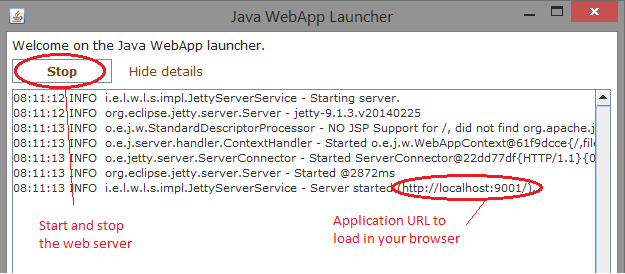 Java WebApp Launcher
Welcome on the Java WebApp launcher.
Stop Hide details
08:11:12 INFO i.e.l.w.l.s.impl.JettyServerService - Starting server.
08:11:12 INFO org.eclipse.jetty.server.Server - jetty-9.1.3.v20140225
08:11:13 INFO o.e.j.w.StandardDescriptorProcessor - NO JSP Support for /, did not find org.apache.j
08:11:13 INFO o.e.j.server.handler.ContextHandler - Started o.e.j.w.WebAppContext@61f9dcce{/,file
08:11:13 INFO o.e.jetty.server.ServerConnector - Started ServerConnector@22dd77df{HTTP/1.1}{0
08:11:13 INFO org.eclipse.jetty.server.Server - Started @2872ms
08:11:13 INFO i.e.l.w.l.s.impl.JettyServerService - Server started (http://localhost:9001/)
Start and stop
the web server
Application URL to
load in your browser